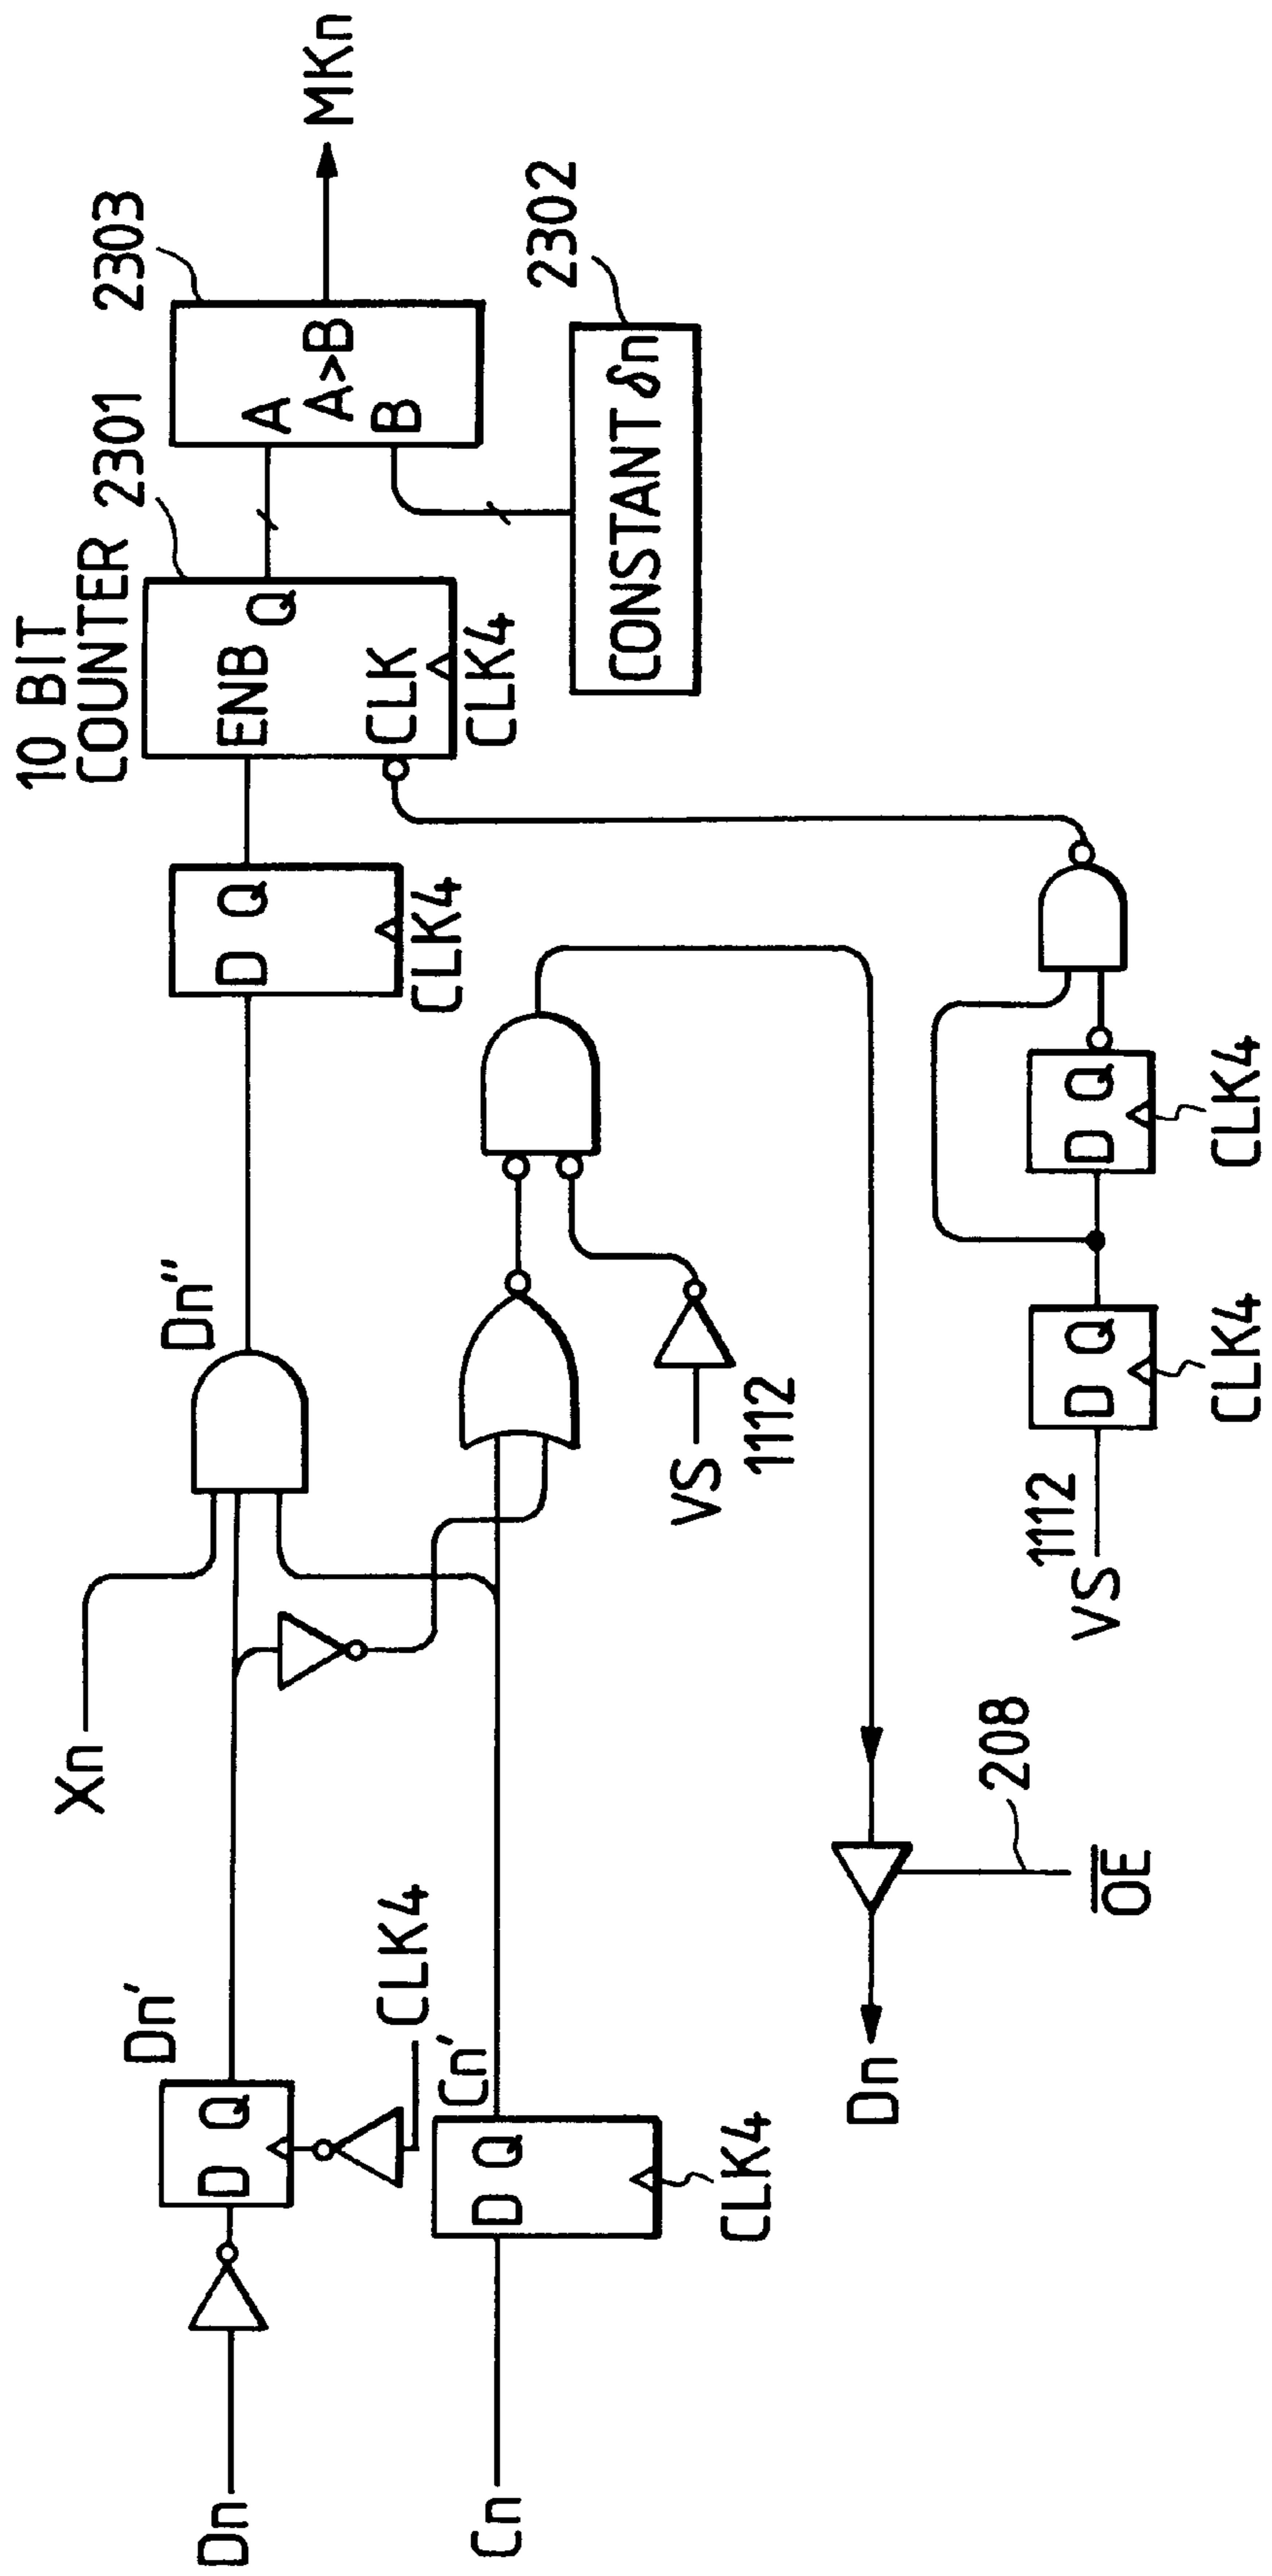 10 BIT
COUNTER
2301
2303
Xn
Dn''
D Q
CLK4
ENB Q
CLK
CLK4
A
A>B
B
MKn
2302
CONSTANT δn
Dn
D Q
Dn'
CLK4
Cn
D Q
Cn'
CLK4
VS
1112
Dn
208
OE
VS
1112
D Q
CLK4
D Q
CLK4